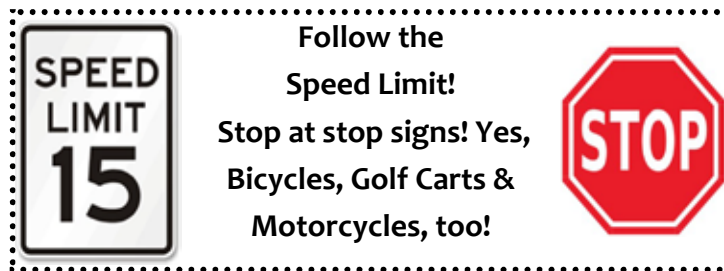 SPEED
LIMIT
15
Follow the
Speed Limit!
Stop at stop signs! Yes,
Bicycles, Golf Carts &
Motorcycles, too!
STOP